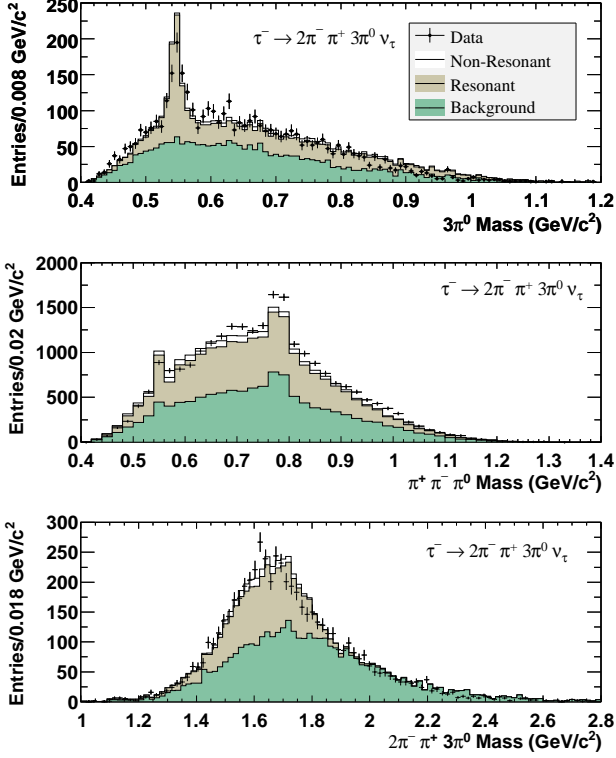 Entries/0.008 GeV/c²
250
200
150
100
50
0
τ⁻ → 2π⁻ π⁺ 3π⁰ ν_τ
Data
Non-Resonant
Resonant
Background
0.4 0.5 0.6 0.7 0.8 0.9 1 1.1 1.2
3π⁰ Mass (GeV/c²)
Entries/0.02 GeV/c²
2000
1500
1000
500
0
τ⁻ → 2π⁻ π⁺ 3π⁰ ν_τ
0.4 0.5 0.6 0.7 0.8 0.9 1 1.1 1.2 1.3 1.4
π⁺ π⁻ π⁰ Mass (GeV/c²)
Entries/0.018 GeV/c²
300
250
200
150
100
50
0
τ⁻ → 2π⁻ π⁺ 3π⁰ ν_τ
1 1.2 1.4 1.6 1.8 2 2.2 2.4 2.6 2.8
2π⁻ π⁺ 3π⁰ Mass (GeV/c²)